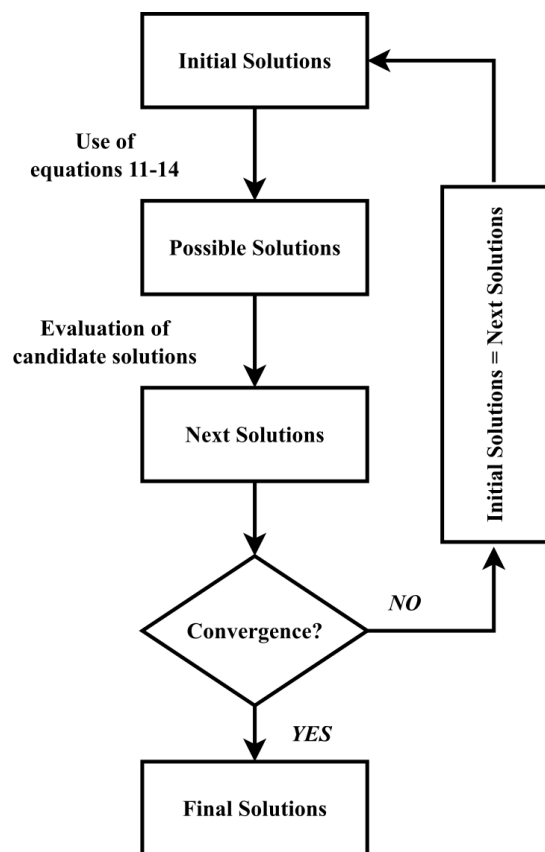 Initial Solutions
Use of
equations 11-14
Possible Solutions
Evaluation of
candidate solutions
Next Solutions
Initial Solutions = Next Solutions
Convergence?
NO
YES
Final Solutions